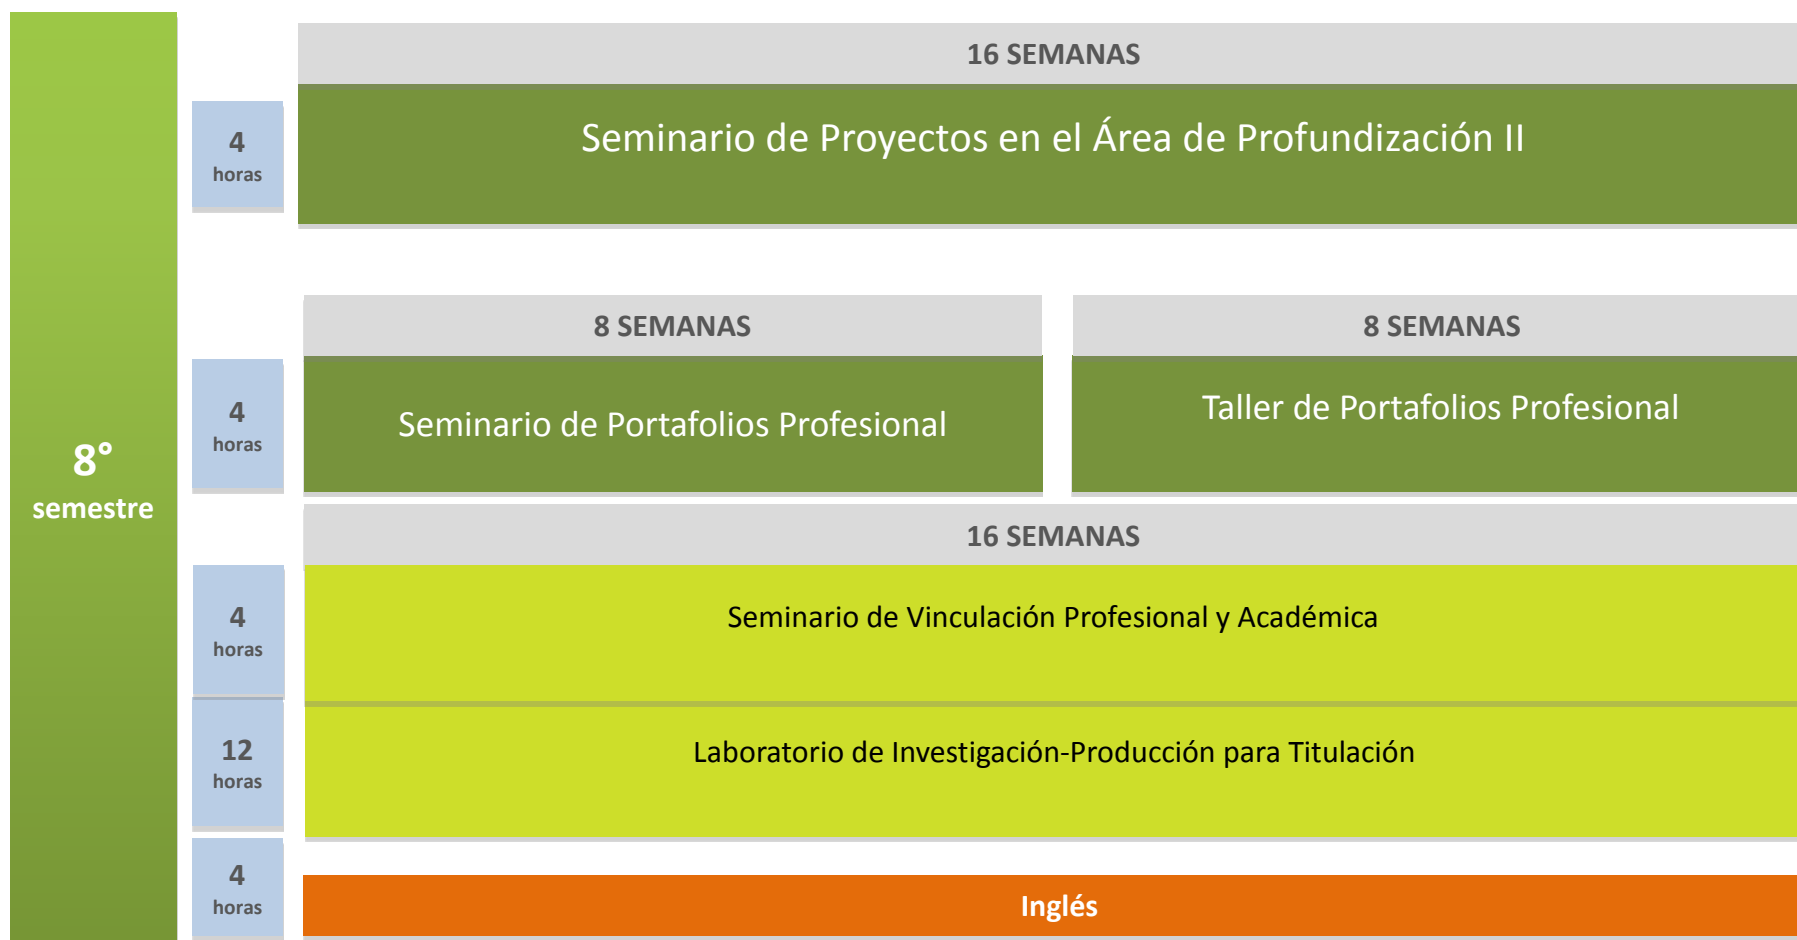 16 SEMANAS
4
horas
Seminario de Proyectos en el Área de Profundización II
8 SEMANAS
8 SEMANAS
4
horas
Seminario de Portafolios Profesional
Taller de Portafolios Profesional
8°
semestre
16 SEMANAS
4
horas
Seminario de Vinculación Profesional y Académica
12
horas
Laboratorio de Investigación-Producción para Titulación
4
horas
Inglés